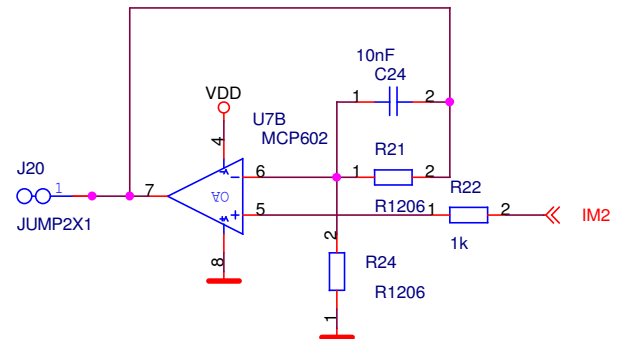 10nF
C24
1
2
VDD
U7B
MCP602
4
J20
1
JUMP2X1
7
AO
6
5
8
R21
1
2
R22
R1206
1
2
1k
IM2
2
R24
R1206
1